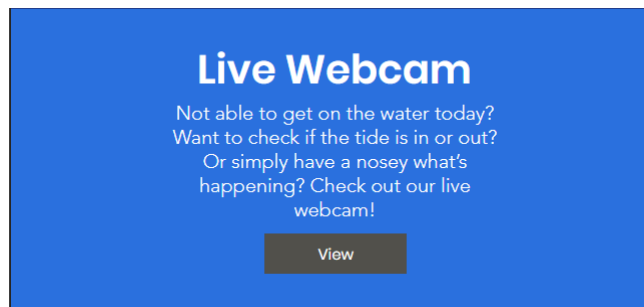 Live Webcam
Not able to get on the water today?
Want to check if the tide is in or out?
Or simply have a nosey what's
happening? Check out our live
webcam!
View